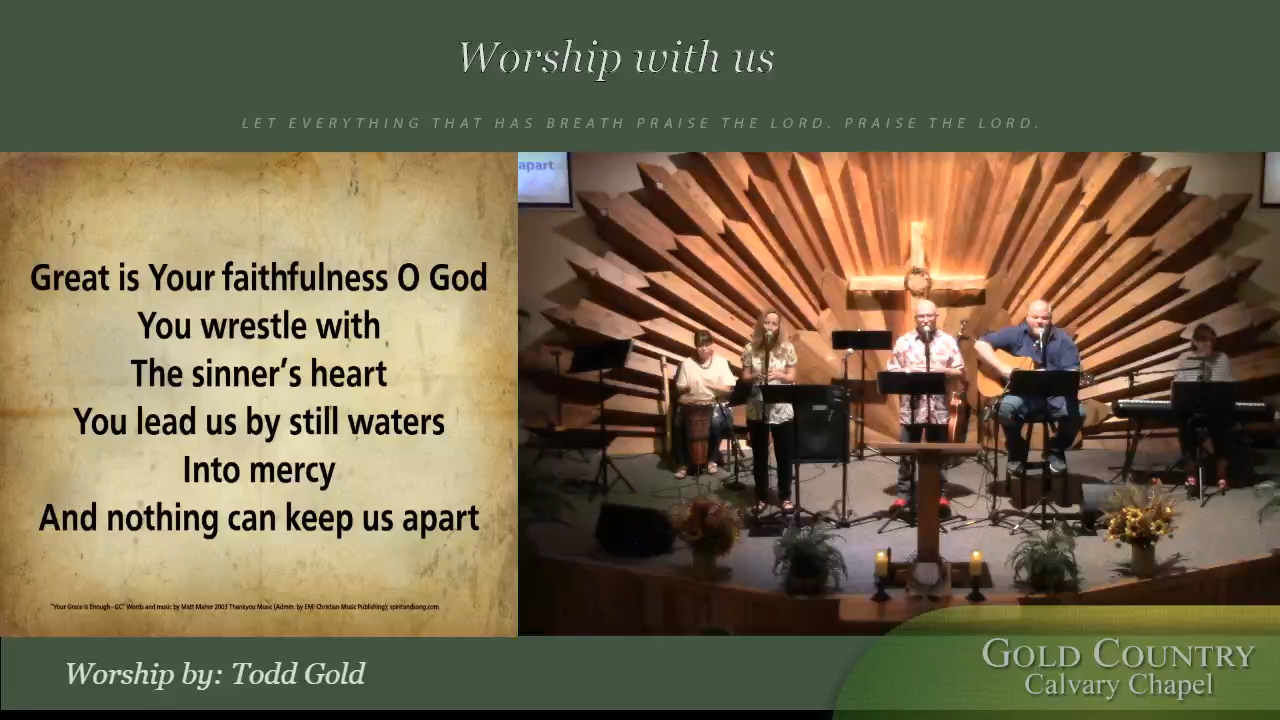 Worship with us
LET EVERYTHING THAT HAS BREATH PRAISE THE LORD. PRAISE THE LORD.
apart
Great is Your faithfulness O God
You wrestle with
The sinner's heart
You lead us by still waters
Into mercy
And nothing can keep us apart
"Your Grace is Enough - GC" Words and music by Matt Maher 2003 Thankyou Music (Admin. by EMI Christian Music Publishing); spiritandsong.com
Worship by: Todd Gold
GOLD COUNTRY
Calvary Chapel